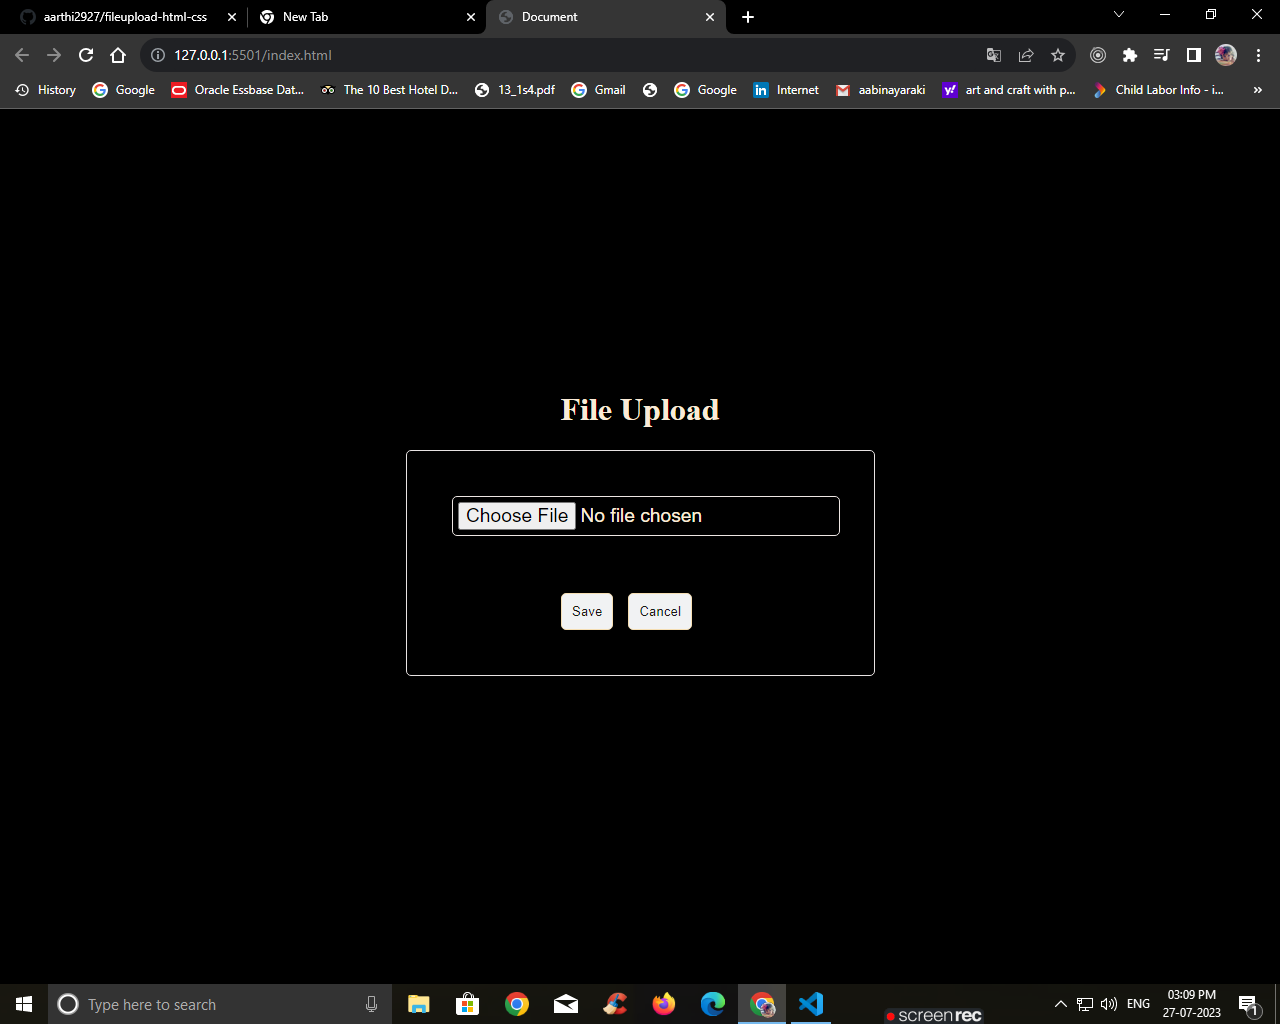 aarthi2927/fileupload-html-css
New Tab
Document
127.0.0.1:5501/index.html
History
Google
Oracle Essbase Dat...
The 10 Best Hotel D...
13_1s4.pdf
Gmail
Google
in
Internet
aabinayaraki
y!
art and craft with p...
Child Labor Info - i...
»
File Upload
Choose File No file chosen
Save
Cancel
Type here to search
ENG
03:09 PM
27-07-2023
1
screenrec